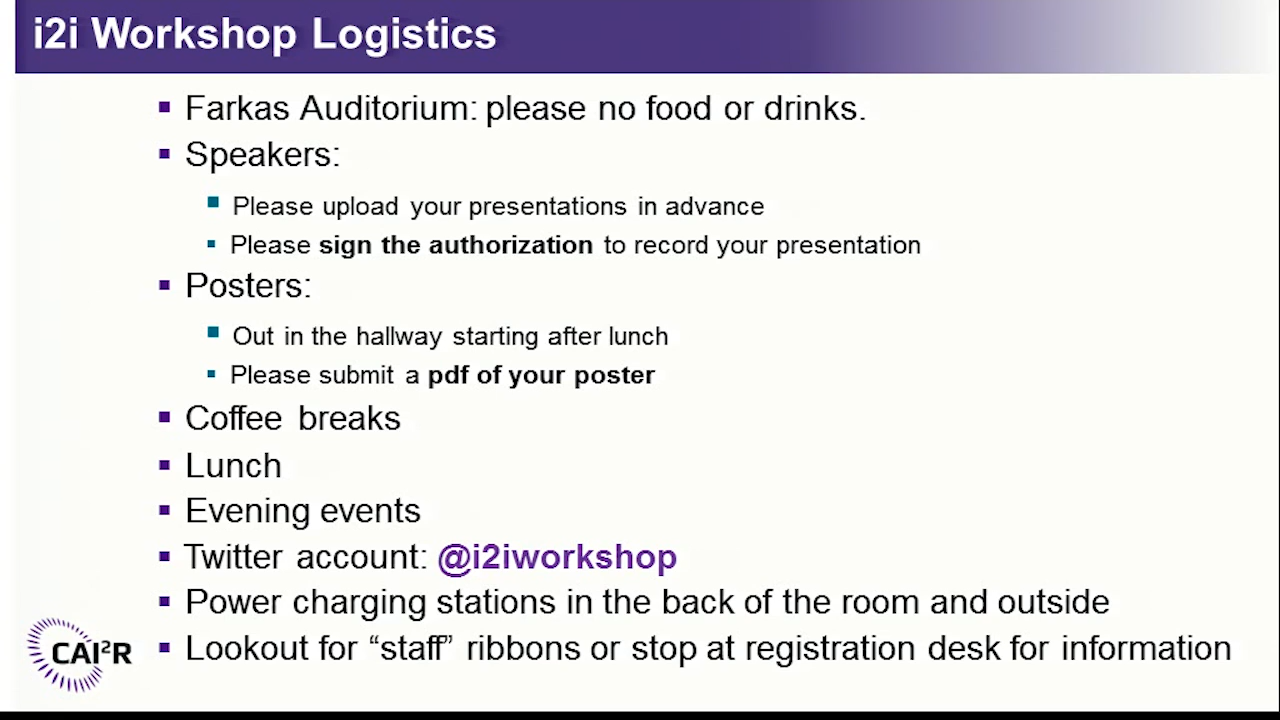 i2i Workshop Logistics
Farkas Auditorium: please no food or drinks.
Speakers:
Please upload your presentations in advance
Please sign the authorization to record your presentation
Posters:
Out in the hallway starting after lunch
Please submit a pdf of your poster
Coffee breaks
Lunch
Evening events
Twitter account: @i2iworkshop
Power charging stations in the back of the room and outside
Lookout for “staff” ribbons or stop at registration desk for information
CAI²R